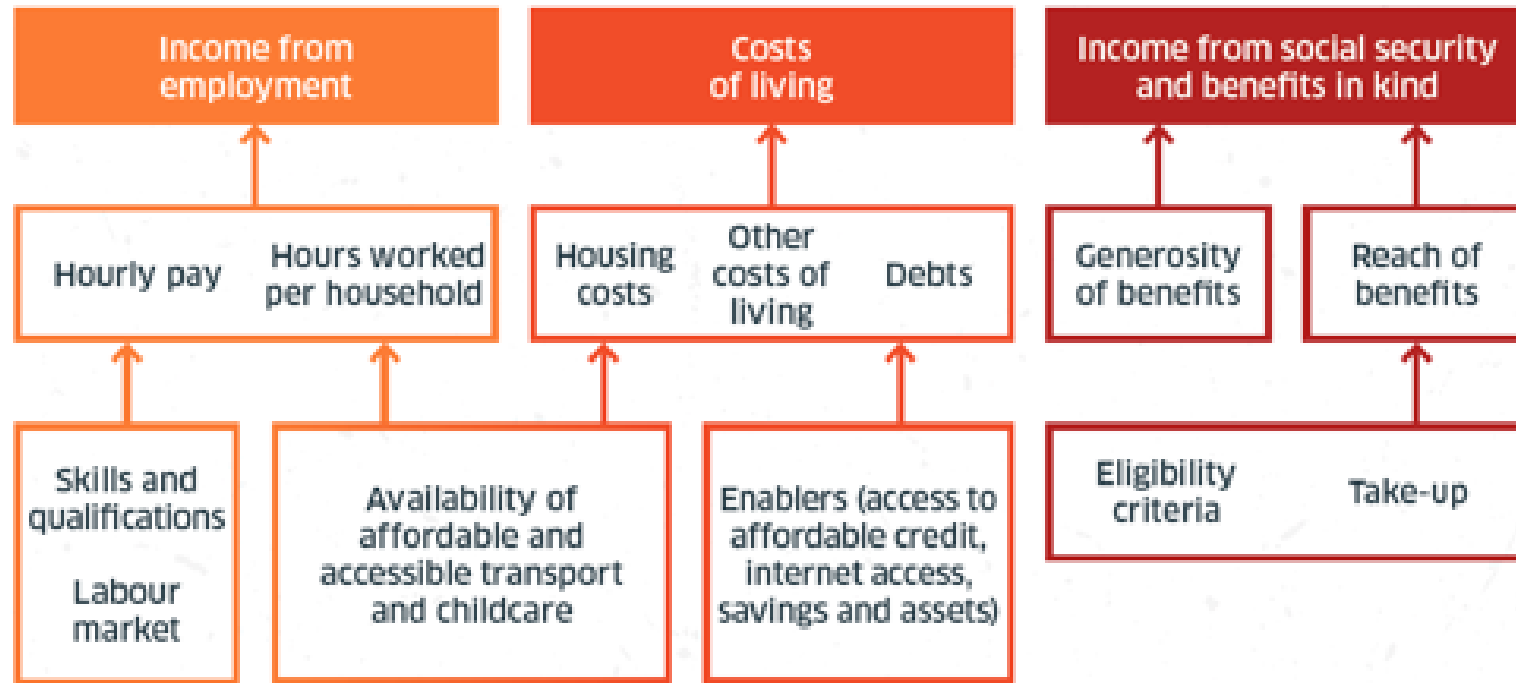 Income from
employment
Costs
of living
Income from social security
and benefits in kind
Hourly pay
Hours worked
per household
Housing
costs
Other
costs of
living
Debts
Generosity
of benefits
Reach of
benefits
Skills and
qualifications
Labour
market
Availability of
affordable and
accessible transport
and childcare
Enablers (access to
affordable credit,
internet access,
savings and assets)
Eligibility
criteria
Take-up